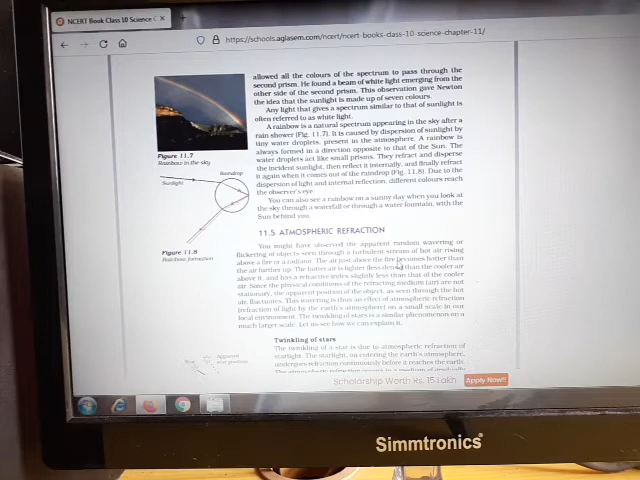 NCERT Book Class 10 Science C
https://schools.aglasem.com/ncert/ncert-books-class-10-science-chapter-11/
allowed all the colours of the spectrum to pass through the
second prism. He found a beam of white light emerging from the
other side of the second prism. This observation gave Newton
the idea that the sunlight is made up of seven colours.
Any light that gives a spectrum similar to that of sunlight is
often referred to as white light.
A rainbow is a natural spectrum appearing in the sky after a
rain shower (Fig. 11.7). It is caused by dispersion of sunlight by
tiny water droplets, present in the atmosphere. A rainbow is
always formed in a direction opposite to that of the Sun. The
water droplets act like small prisms. They refract and disperse
the incident sunlight, then reflect it internally, and finally refract
it again when it comes out of the raindrop (Fig. 11.8). Due to the
dispersion of light and internal reflection, different colours reach
the observer's eye.
You can also see a rainbow on a sunny day when you look at
the sky through a waterfall or through a water fountain, with the
Sun behind you.
Figure 11.7
Rainbow in the sky
Raindrop
Sunlight
Figure 11.8
Rainbow formation
11.5 ATMOSPHERIC REFRACTION
You might have observed the apparent random wavering or
flickering of objects seen through a turbulent stream of hot air rising
above a fire or a radiator. The air just above the fire becomes hotter than
the air further up. The hotter air is lighter (less dense) than the cooler air
above it, and has a refractive index slightly less than that of the cooler
air. Since the physical conditions of the refracting medium (air) are not
stationary, the apparent position of the object, as seen through the hot
air, fluctuates. This wavering is thus an effect of atmospheric refraction
(refraction of light by the earth's atmosphere) on a small scale in our
local environment. The twinkling of stars is a similar phenomenon on a
much larger scale. Let us see how we can explain it.
Twinkling of stars
The twinkling of a star is due to atmospheric refraction of
starlight. The starlight, on entering the earth's atmosphere,
undergoes refraction continuously before it reaches the earth.
The atmospheric refraction occurs in a medium of gradually
Apparent
star position
Scholarship Worth Rs. 15 Lakh
Apply Now!!
Simmtronics